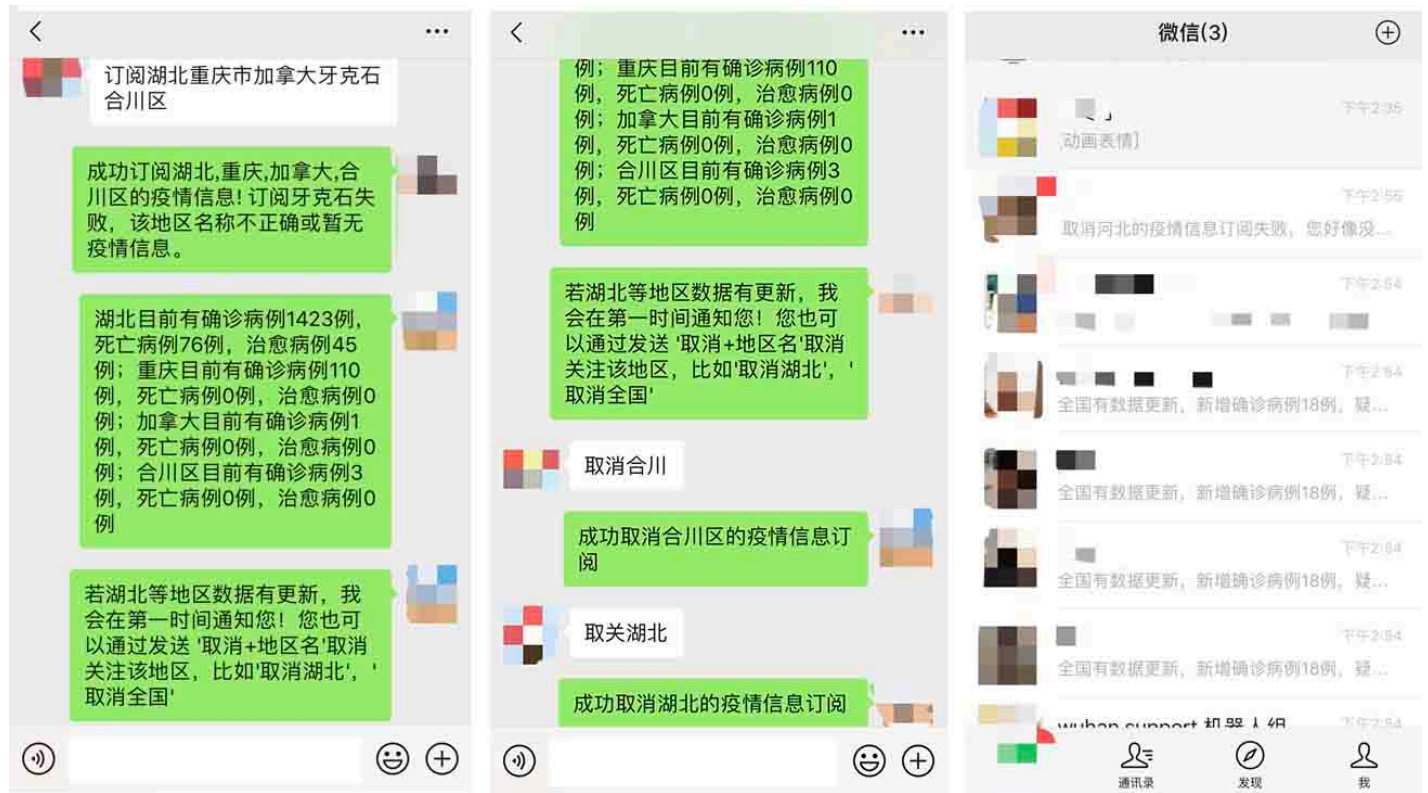 订阅湖北重庆市加拿大牙克石
合川区
成功订阅湖北,重庆,加拿大,合
川区的疫情信息! 订阅牙克石失
败，该地区名称不正确或暂无
疫情信息。
湖北目前有确诊病例1423例，
死亡病例76例，治愈病例45
例；重庆目前有确诊病例110
例，死亡病例0例，治愈病例0
例；加拿大目前有确诊病例1
例，死亡病例0例，治愈病例0
例；合川区目前有确诊病例3
例，死亡病例0例，治愈病例0
例
若湖北等地区数据有更新，我
会在第一时间通知您！您也可
以通过发送 '取消+地区名'取消
关注该地区，比如'取消湖北'，'
取消全国'
例；重庆目前有确诊病例110
例，死亡病例0例，治愈病例0
例；加拿大目前有确诊病例1
例，死亡病例0例，治愈病例0
例；合川区目前有确诊病例3
例，死亡病例0例，治愈病例0
例
若湖北等地区数据有更新，我
会在第一时间通知您！您也可
以通过发送 '取消+地区名'取消
关注该地区，比如'取消湖北'，'
取消全国'
取消合川
成功取消合川区的疫情信息订
阅
取关湖北
成功取消湖北的疫情信息订阅
微信(3)
下午2:35
动画表情]
下午2:55
取消河北的疫情信息订阅失败，您好像没...
下午2:54
下午2:54
全国有数据更新，新增确诊病例18例，疑...
下午2:54
全国有数据更新，新增确诊病例18例，疑...
下午2:54
全国有数据更新，新增确诊病例18例，疑...
下午2:54
全国有数据更新，新增确诊病例18例，疑...
wuhan support 机器人组
下午2:54
通讯录
发现
我